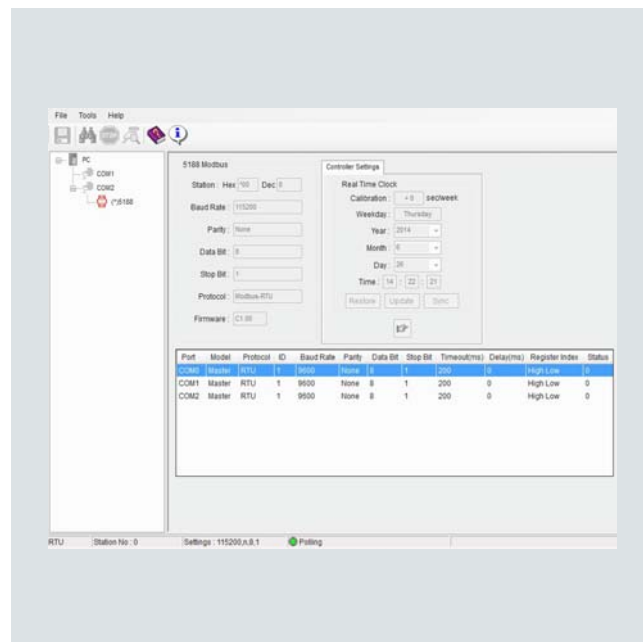 File Tools Help
PC
COM1
COM2
(*)5188
5188 Modbus
Station : Hex *00 Dec 0
Baud Rate : 115200
Parity : None
Data Bit : 8
Stop Bit : 1
Protocol : Modbus-RTU
Firmware : C1.00
Controller Settings
Real Time Clock
Calibration : + 0 sec/week
Weekday : Thursday
Year : 2014
Month : 6
Day : 26
Time : 14 : 22 : 21
Restore Update Sync
Port Model Protocol ID Baud Rate Parity Data Bit Stop Bit Timeout(ms) Delay(ms) Register Index Status
COM0 Master RTU 1 9600 None 8 1 200 0 High Low 0
COM1 Master RTU 1 9600 None 8 1 200 0 High Low 0
COM2 Master RTU 1 9600 None 8 1 200 0 High Low 0
RTU Station No : 0 Settings : 115200,n,8,1 Polling